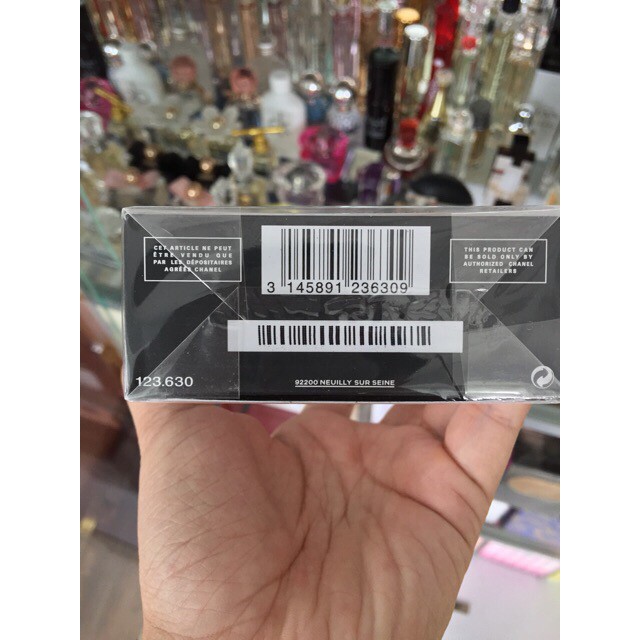 CET ARTICLE NE PEUT
ÊTRE VENDU QUE
PAR LES DÉPOSITAIRES
AGRÉÉS CHANEL
3 145891 236309
THIS PRODUCT CAN
BE SOLD ONLY BY
AUTHORIZED CHANEL
RETAILERS
123.630
92200 NEUILLY SUR SEINE